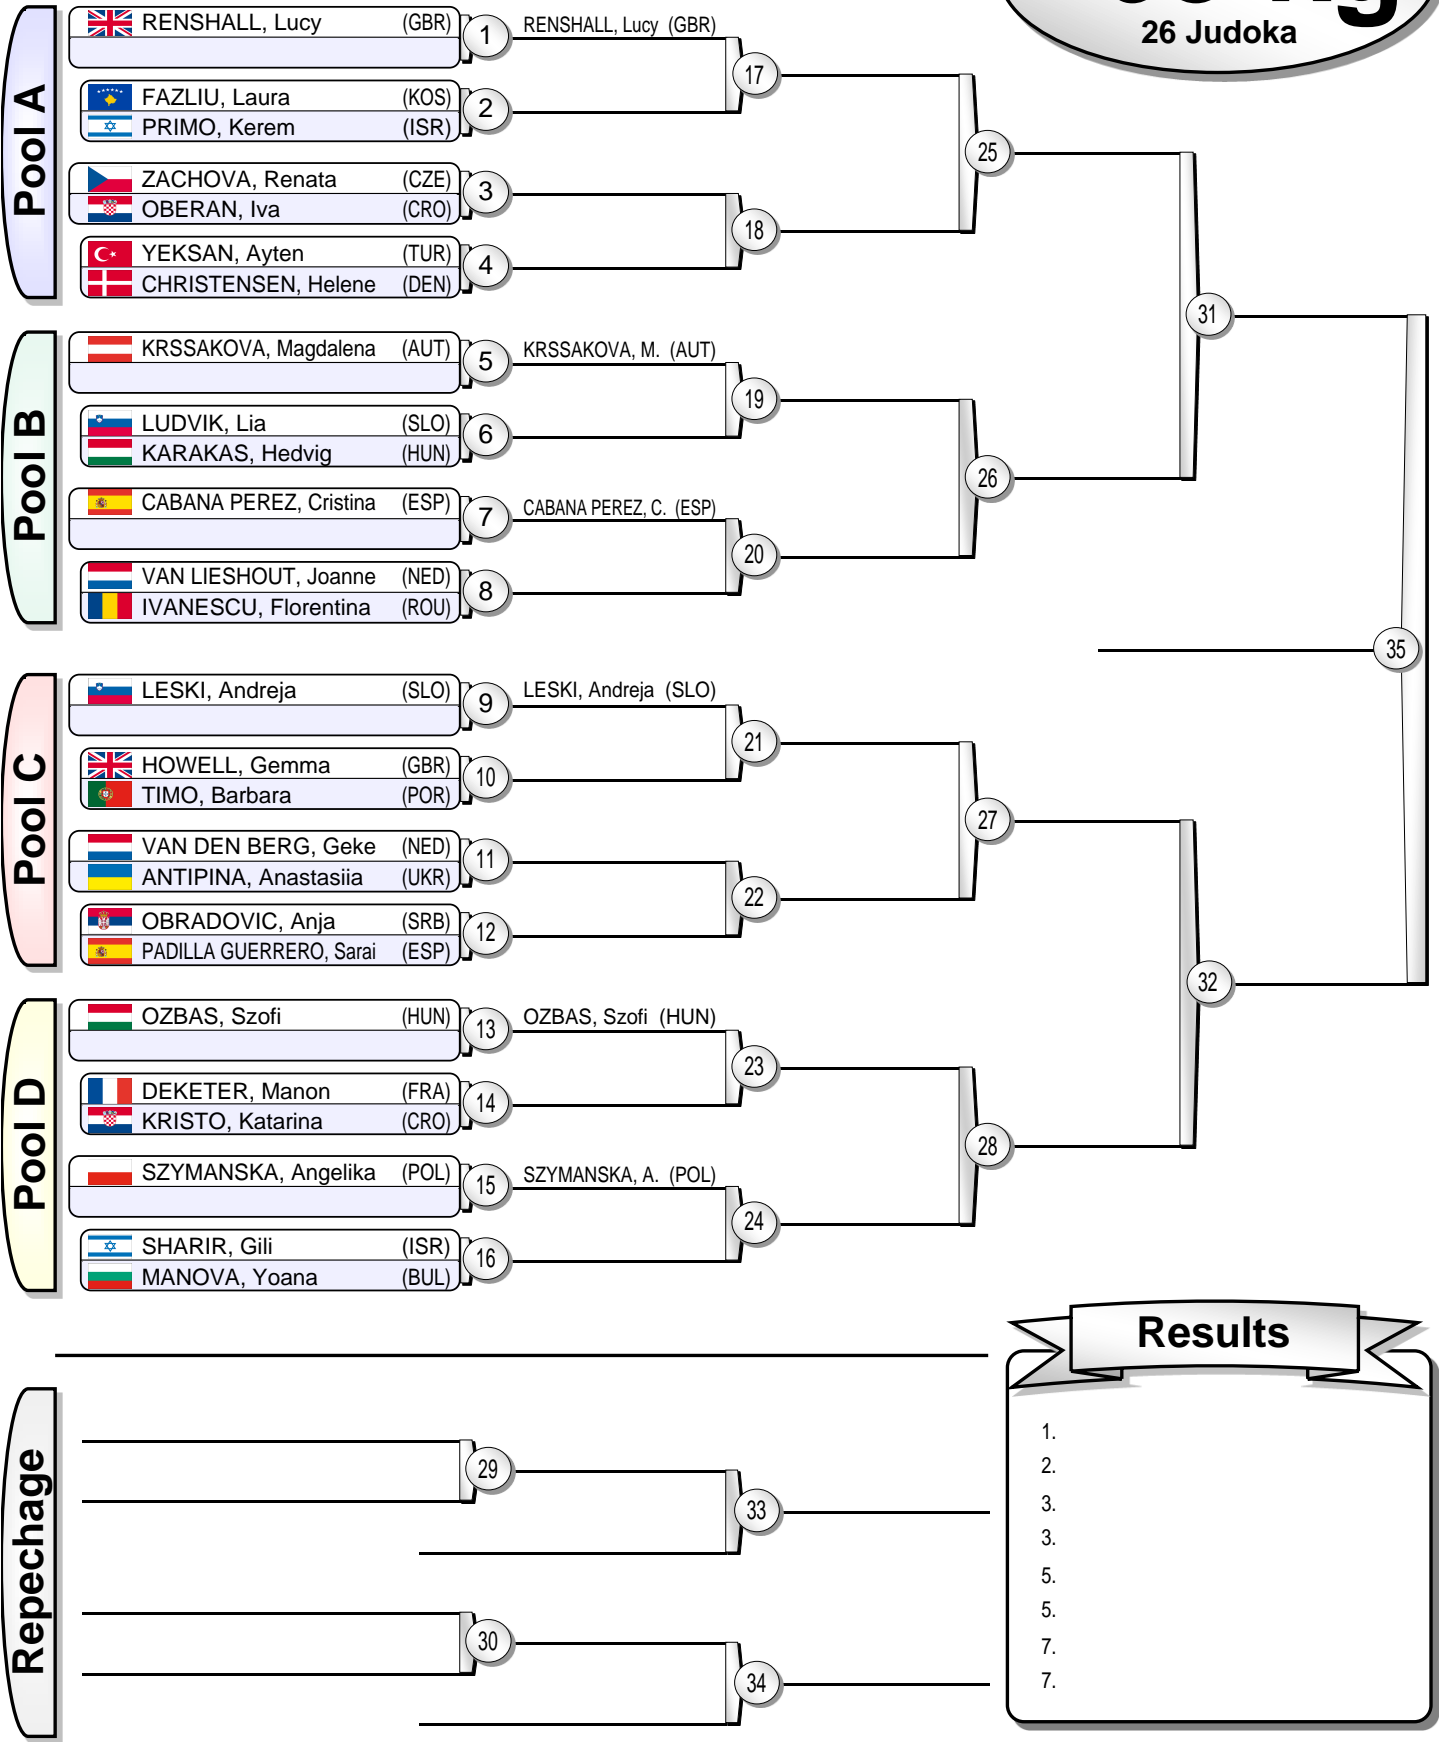 26 Judoka
Pool A
RENSHALL, Lucy (GBR) 1 RENSHALL, Lucy (GBR)
17
FAZLIU, Laura (KOS)
PRIMO, Kerem (ISR) 2
25
ZACHOVA, Renata (CZE)
OBERAN, Iva (CRO) 3
18
YEKSAN, Ayten (TUR)
CHRISTENSEN, Helene (DEN) 4
31
Pool B
KRSSAKOVA, Magdalena (AUT) 5 KRSSAKOVA, M. (AUT)
19
LUDVIK, Lia (SLO)
KARAKAS, Hedvig (HUN) 6
26
CABANA PEREZ, Cristina (ESP) 7 CABANA PEREZ, C. (ESP)
20
VAN LIESHOUT, Joanne (NED)
IVANESCU, Florentina (ROU) 8
35
Pool C
LESKI, Andreja (SLO) 9 LESKI, Andreja (SLO)
21
HOWELL, Gemma (GBR)
TIMO, Barbara (POR) 10
27
VAN DEN BERG, Geke (NED)
ANTIPINA, Anastasiia (UKR) 11
22
OBRADOVIC, Anja (SRB)
PADILLA GUERRERO, Sarai (ESP) 12
32
Pool D
OZBAS, Szofi (HUN) 13 OZBAS, Szofi (HUN)
23
DEKETER, Manon (FRA)
KRISTO, Katarina (CRO) 14
28
SZYMANSKA, Angelika (POL) 15 SZYMANSKA, A. (POL)
24
SHARIR, Gili (ISR)
MANOVA, Yoana (BUL) 16
Repechage
29
33
30
34
Results
1.
2.
3.
3.
5.
5.
7.
7.